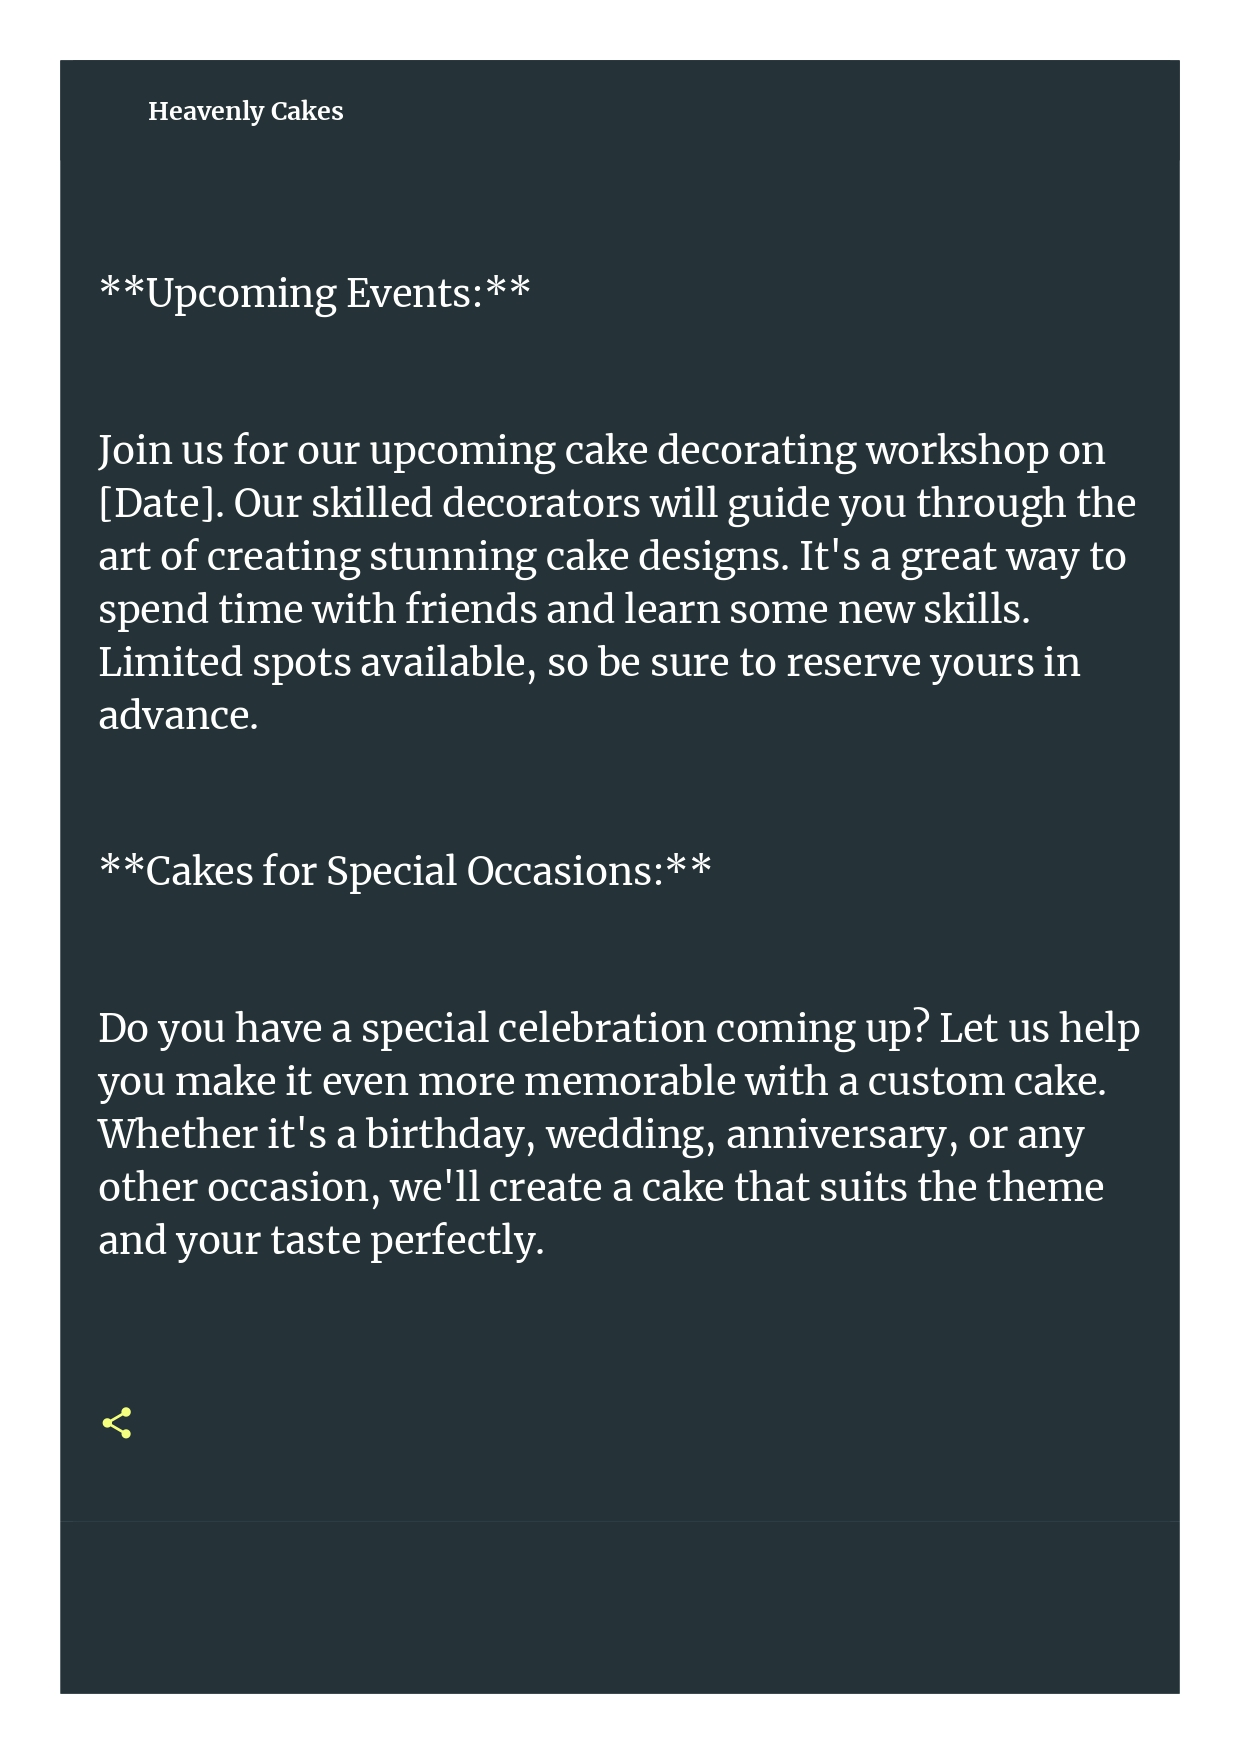 Heavenly Cakes
**Upcoming Events:**
Join us for our upcoming cake decorating workshop on
[Date]. Our skilled decorators will guide you through the
art of creating stunning cake designs. It's a great way to
spend time with friends and learn some new skills.
Limited spots available, so be sure to reserve yours in
advance.
**Cakes for Special Occasions:**
Do you have a special celebration coming up? Let us help
you make it even more memorable with a custom cake.
Whether it's a birthday, wedding, anniversary, or any
other occasion, we'll create a cake that suits the theme
and your taste perfectly.